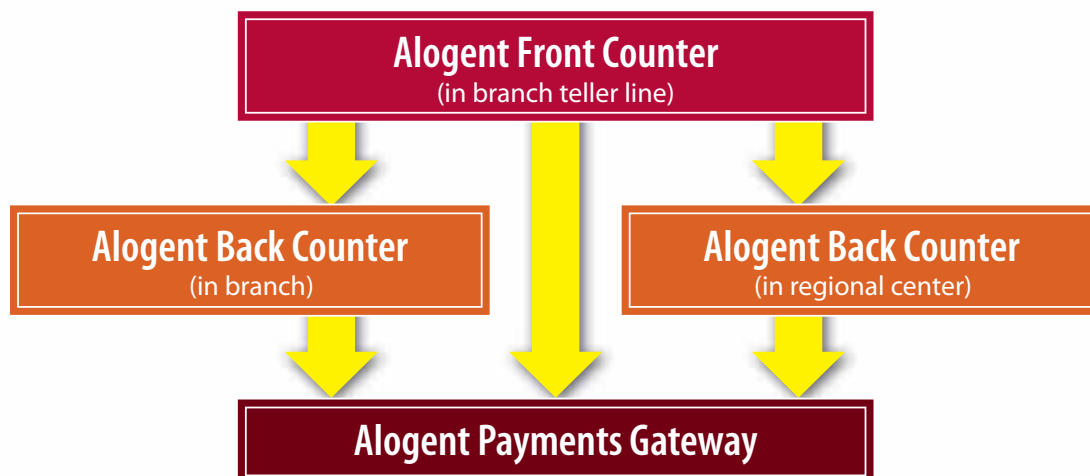 Alogent Front Counter
(in branch teller line)
Alogent Back Counter
(in branch)
Alogent Back Counter
(in regional center)
Alogent Payments Gateway